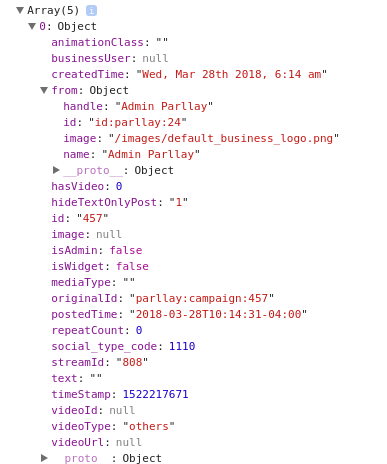 Array(5) i
0: Object
animationClass: ""
businessUser: null
createdTime: "Wed, Mar 28th 2018, 6:14 am"
from: Object
handle: "Admin Parllay"
id: "id:parllay:24"
image: "/images/default_business_logo.png"
name: "Admin Parllay"
__proto__: Object
hasVideo: 0
hideTextOnlyPost: "1"
id: "457"
image: null
isAdmin: false
isWidget: false
mediaType: ""
originalId: "parllay:campaign:457"
postedTime: "2018-03-28T10:14:31-04:00"
repeatCount: 0
social_type_code: 1110
streamId: "808"
text: ""
timeStamp: 1522217671
videoId: null
videoType: "others"
videoUrl: null
proto : Object